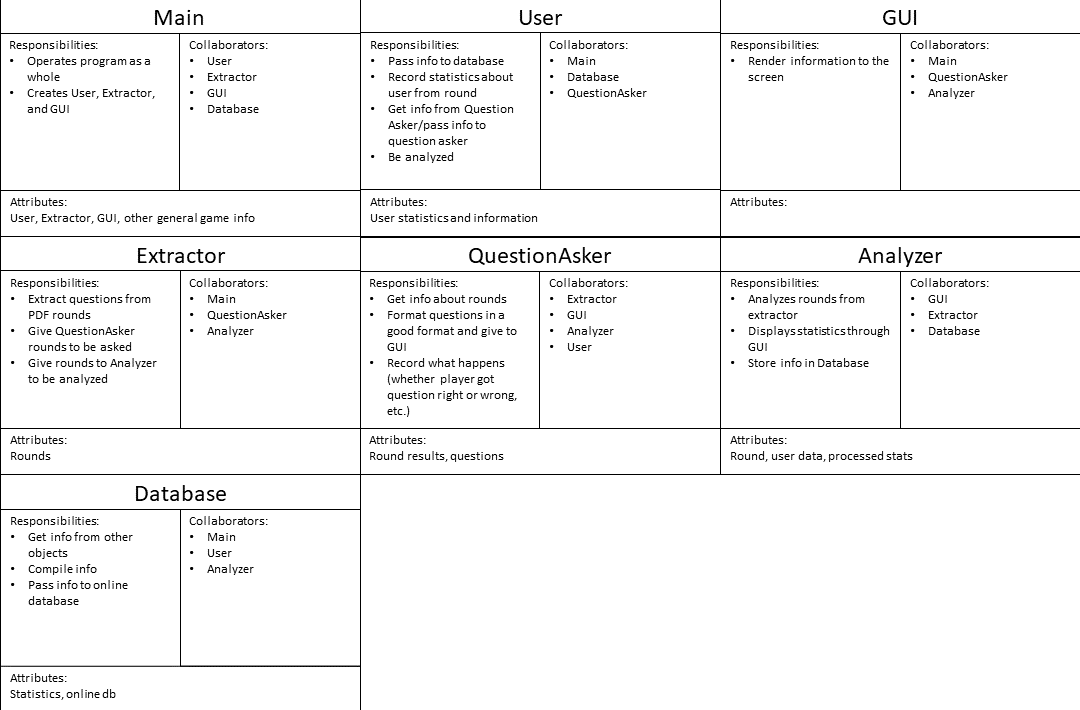 Main
Responsibilities:
• Operates program as a
whole
• Creates User, Extractor,
and GUI
Collaborators:
• User
• Extractor
• GUI
• Database
Attributes:
User, Extractor, GUI, other general game info
User
Responsibilities:
• Pass info to database
• Record statistics about
user from round
• Get info from Question
Asker/pass info to
question asker
• Be analyzed
Collaborators:
• Main
• Database
• QuestionAsker
Attributes:
User statistics and information
GUI
Responsibilities:
• Render information to the
screen
Collaborators:
• Main
• QuestionAsker
• Analyzer
Attributes:
Extractor
Responsibilities:
• Extract questions from
PDF rounds
• Give QuestionAsker
rounds to be asked
• Give rounds to Analyzer
to be analyzed
Collaborators:
• Main
• QuestionAsker
• Analyzer
Attributes:
Rounds
QuestionAsker
Responsibilities:
• Get info about rounds
• Format questions in a
good format and give to
GUI
• Record what happens
(whether player got
question right or wrong,
etc.)
Collaborators:
• Extractor
• GUI
• Analyzer
• User
Attributes:
Round results, questions
Analyzer
Responsibilities:
• Analyzes rounds from
extractor
• Displays statistics through
GUI
• Store info in Database
Collaborators:
• GUI
• Extractor
• Database
Attributes:
Round, user data, processed stats
Database
Responsibilities:
• Get info from other
objects
• Compile info
• Pass info to online
database
Collaborators:
• Main
• User
• Analyzer
Attributes:
Statistics, online db